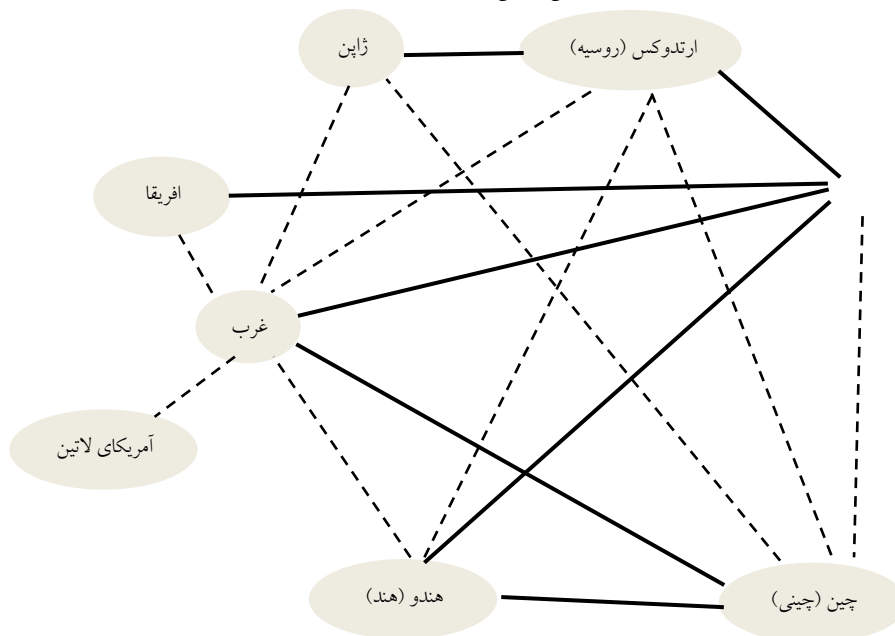 ژاپن
ارتدوکس (روسیه)
افریقا
غرب
آمریکای لاتین
هندو (هند)
چین (چینی)